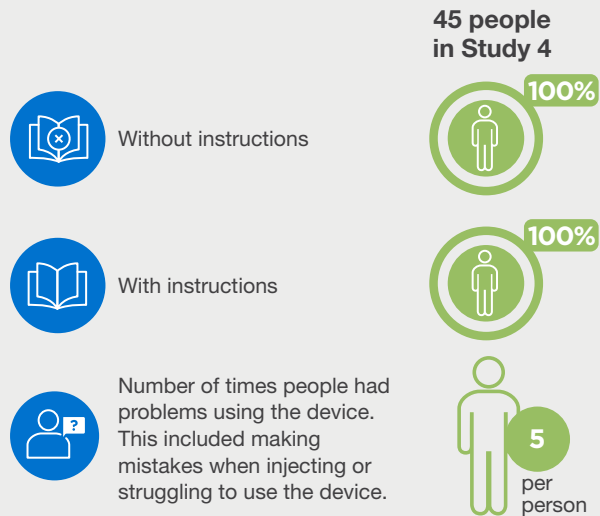 45 people
in Study 4
100%
Without instructions
100%
With instructions
Number of times people had
problems using the device.
This included making
mistakes when injecting or
struggling to use the device.
?
5
per
person